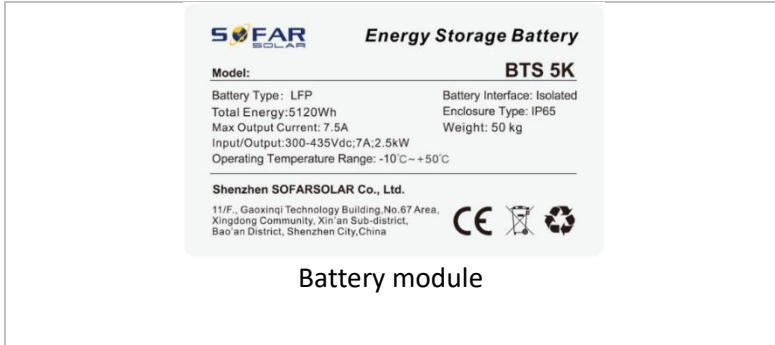 SOFAR
SOLAR
Energy Storage Battery
Model: BTS 5K
Battery Type: LFP
Battery Interface: Isolated
Total Energy:5120Wh
Enclosure Type: IP65
Max Output Current: 7.5A
Weight: 50 kg
Input/Output:300-435Vdc;7A;2.5kW
Operating Temperature Range: -10℃~+50℃
Shenzhen SOFARSOLAR Co., Ltd.
11/F., Gaoxinqi Technology Building,No.67 Area,
Xingdong Community, Xin'an Sub-district,
Bao'an District, Shenzhen City,China
CE
Battery module